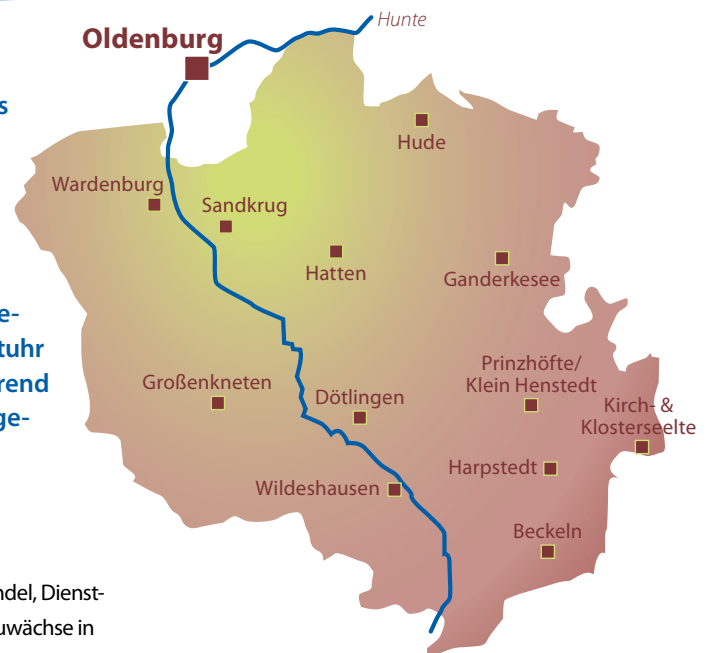 Hunte
Oldenburg
s
Hude
Wardenburg
Sandkrug
Hatten
Ganderkesee
e-
tuhr
rend
ge-
Prinzhöfte/
Klein Henstedt
Großenkneten
Dötlingen
Kirch- &
Klosterseelte
Harpstedt
Wildeshausen
Beckeln
ndel, Dienst-
uwächse in